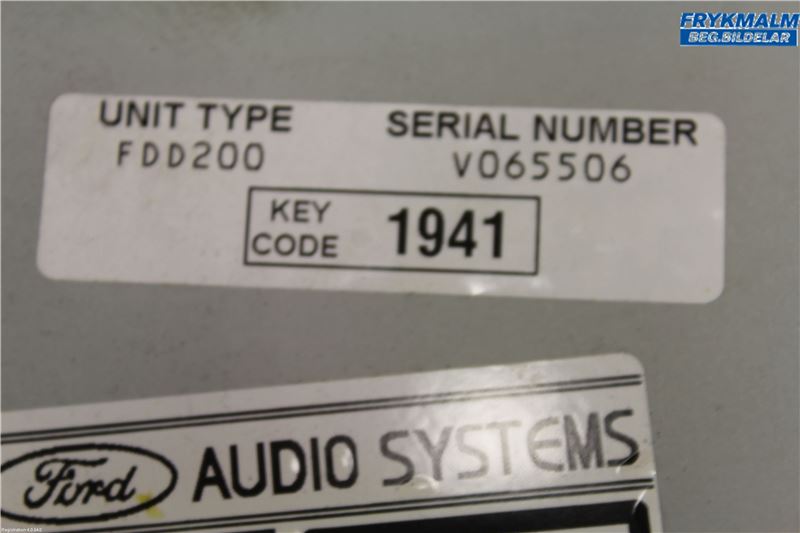 FRYKMALM
BEG.BILDELAR
UNIT TYPE SERIAL NUMBER
FDD200 V065506
KEY
CODE 1941
Ford AUDIO SYSTEMS